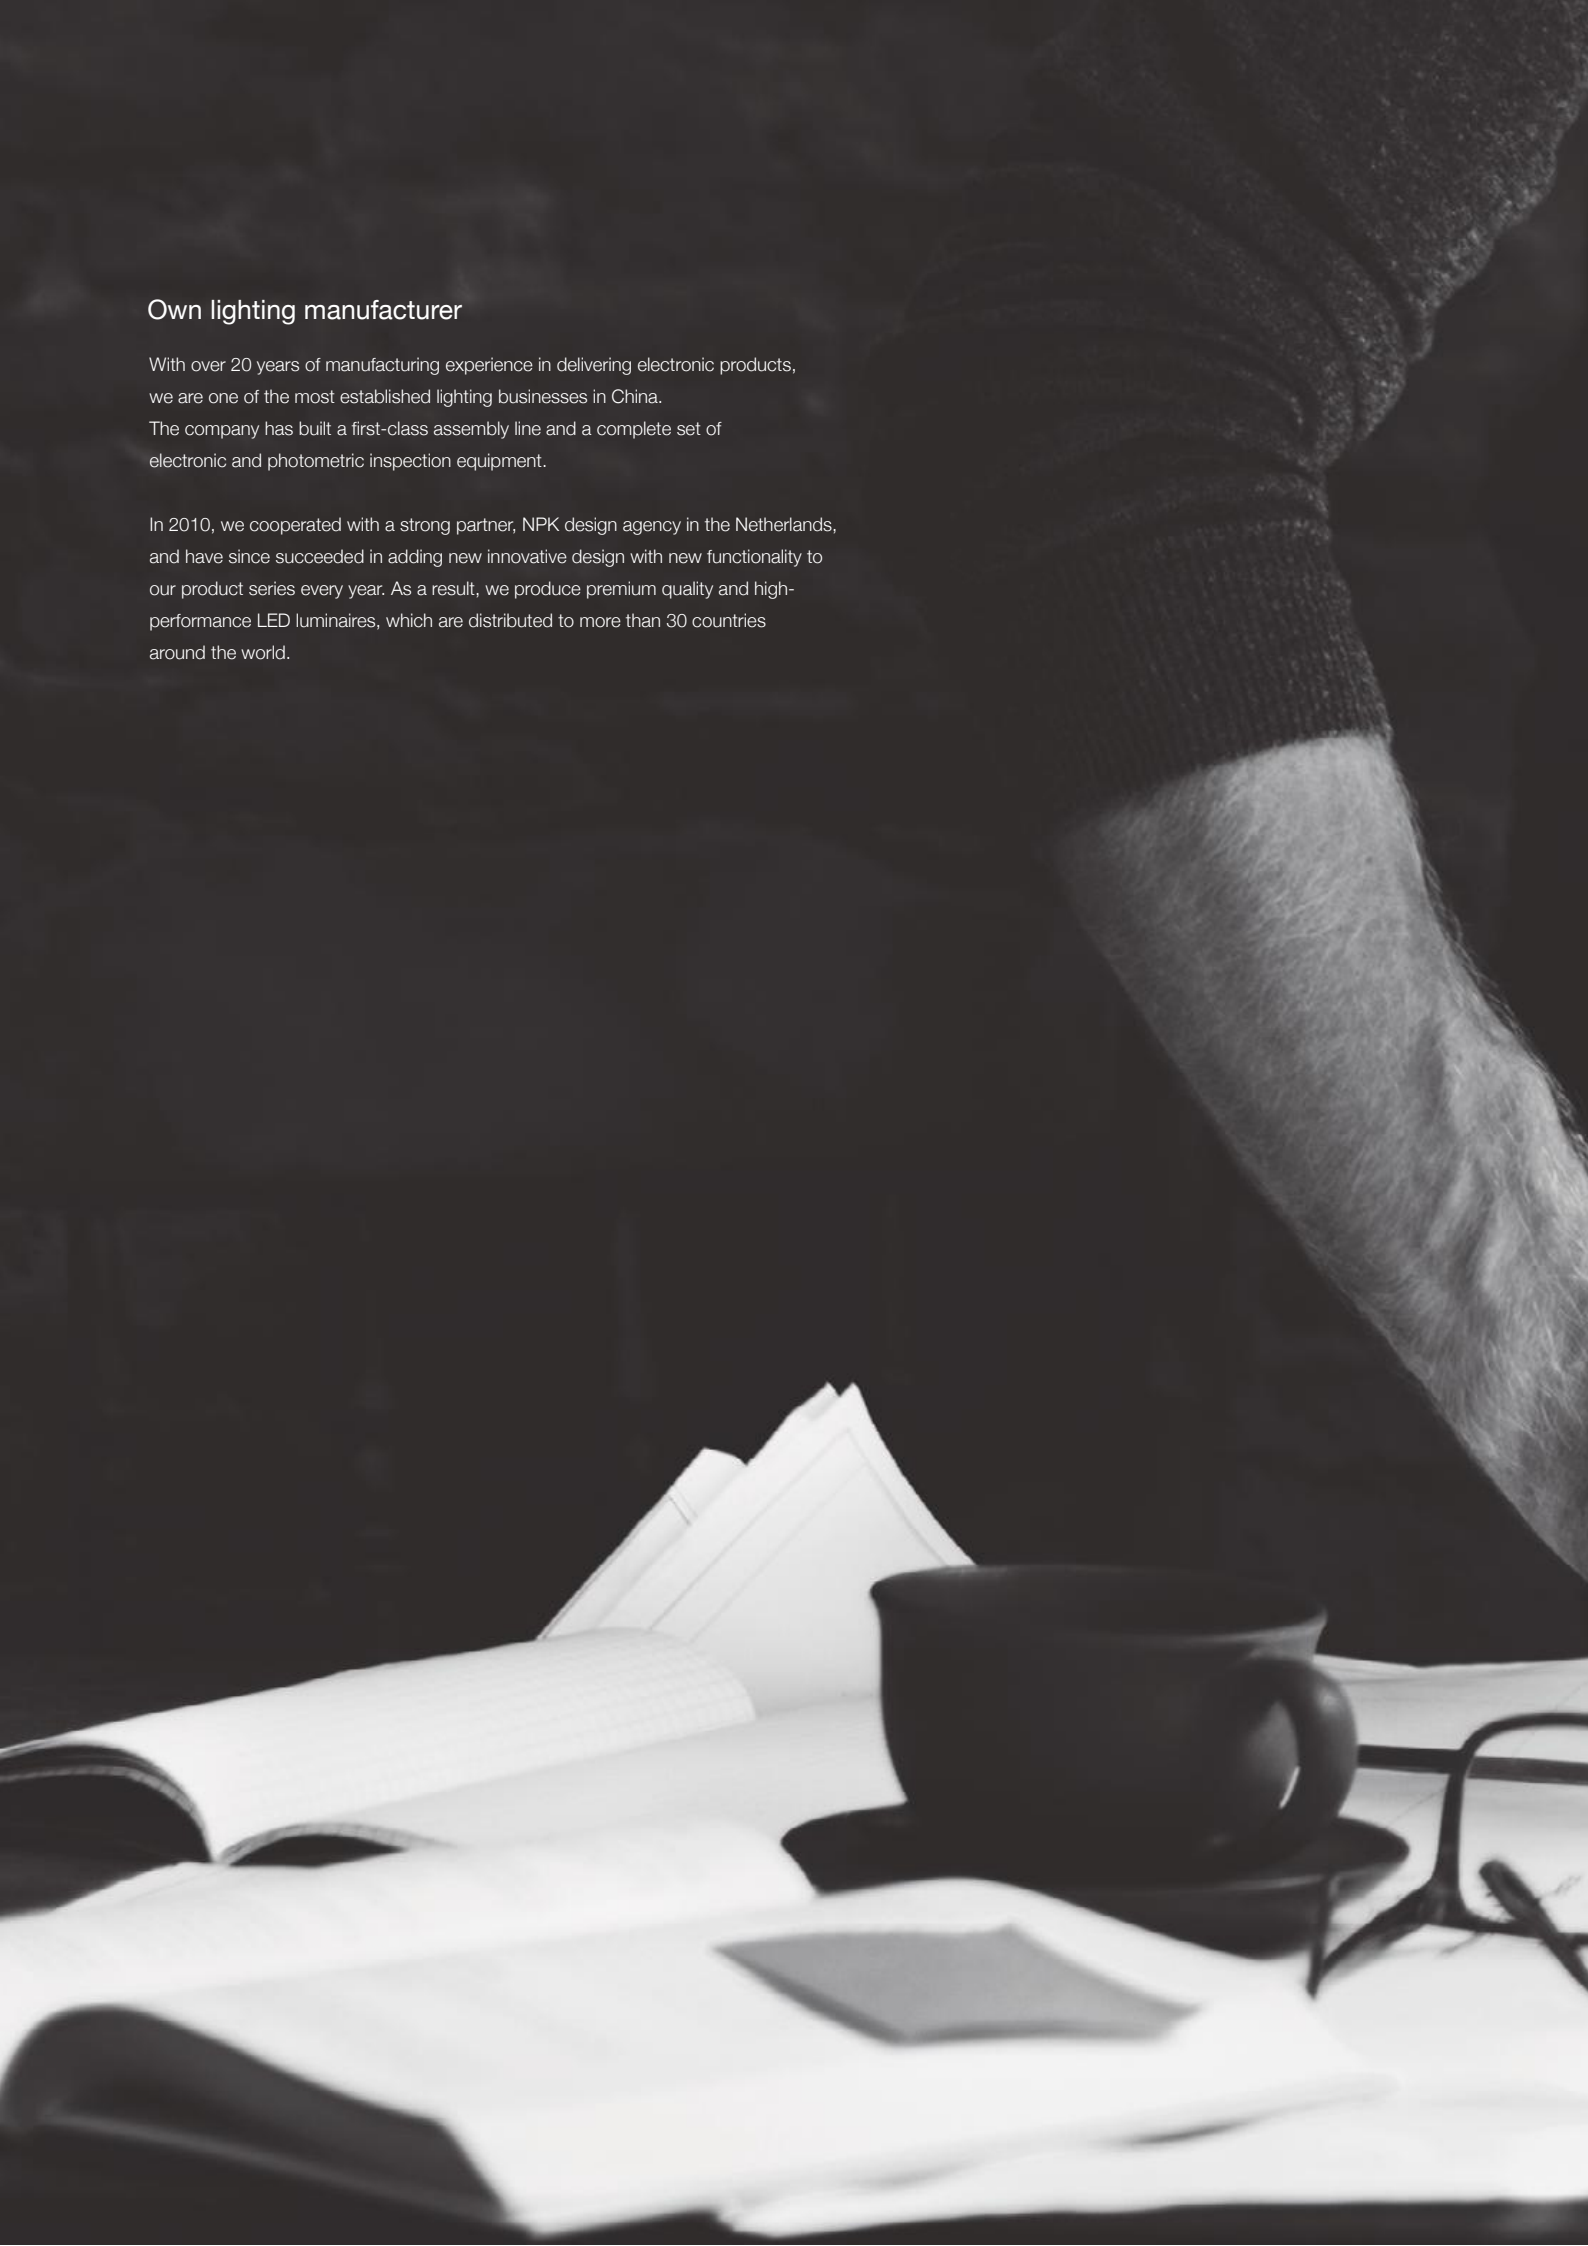 Own lighting manufacturer
With over 20 years of manufacturing experience in delivering electronic products,
we are one of the most established lighting businesses in China.
The company has built a first-class assembly line and a complete set of
electronic and photometric inspection equipment.
In 2010, we cooperated with a strong partner, NPK design agency in the Netherlands,
and have since succeeded in adding new innovative design with new functionality to
our product series every year. As a result, we produce premium quality and high-
performance LED luminaires, which are distributed to more than 30 countries
around the world.